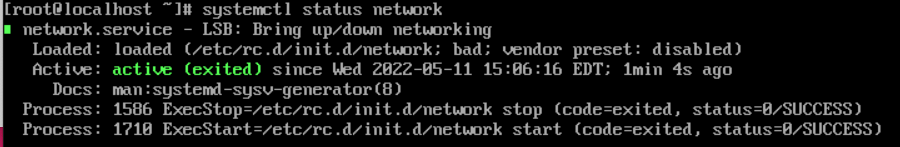 [root@localhost ~]# systemctl status network
network.service - LSB: Bring up/down networking
Loaded: loaded (/etc/rc.d/init.d/network; bad; vendor preset: disabled)
Active: active (exited) since Wed 2022-05-11 15:06:16 EDT; 1min 4s ago
Docs: man:systemd-sysv-generator(8)
Process: 1586 ExecStop=/etc/rc.d/init.d/network stop (code=exited, status=0/SUCCESS)
Process: 1710 ExecStart=/etc/rc.d/init.d/network start (code=exited, status=0/SUCCESS)